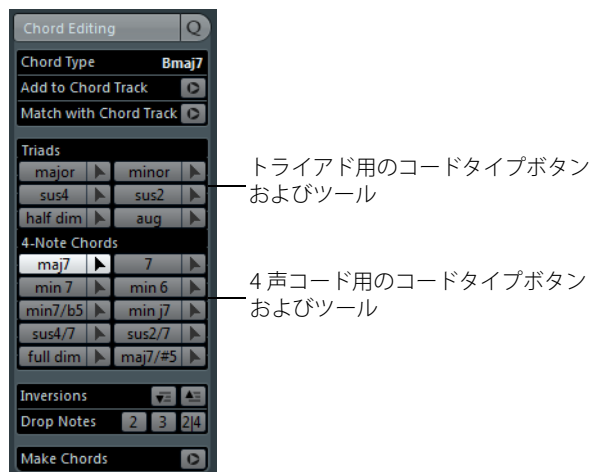 Chord Editing Q
Chord Type Bmaj7
Add to Chord Track
Match with Chord Track
Triads
major minor
sus4 sus2
half dim aug
トライアド用のコードタイプボタン
およびツール
4-Note Chords
maj7 7
min 7 min 6
min7/b5 min j7
sus4/7 sus2/7
full dim maj7/#5
4 声コード用のコードタイプボタン
およびツール
Inversions
Drop Notes 2 3 2|4
Make Chords